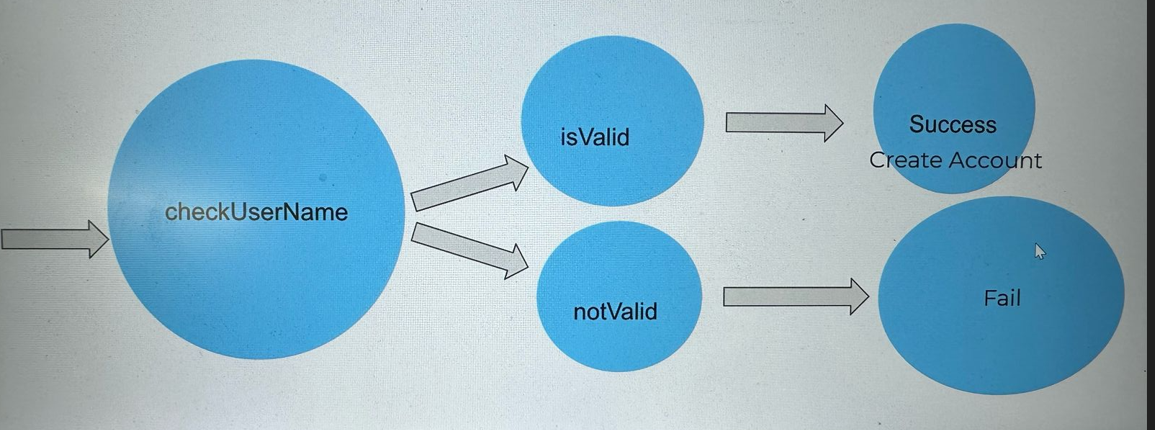 checkUserName
isValid
Success
Create Account
notValid
Fail